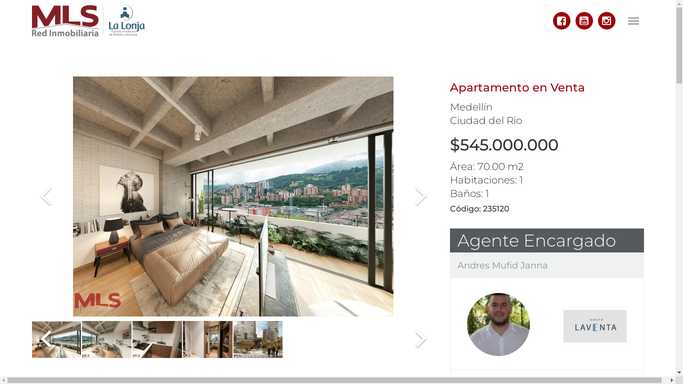 MLS
Red Inmobiliaria
La Lonja
Apartamento en Venta
Medellín
Ciudad del Rio
$545.000.000
Área: 70.00 m2
Habitaciones: 1
Baños: 1
Código: 235120
MLS
Agente Encargado
Andres Mufid Janna
LAVENTA